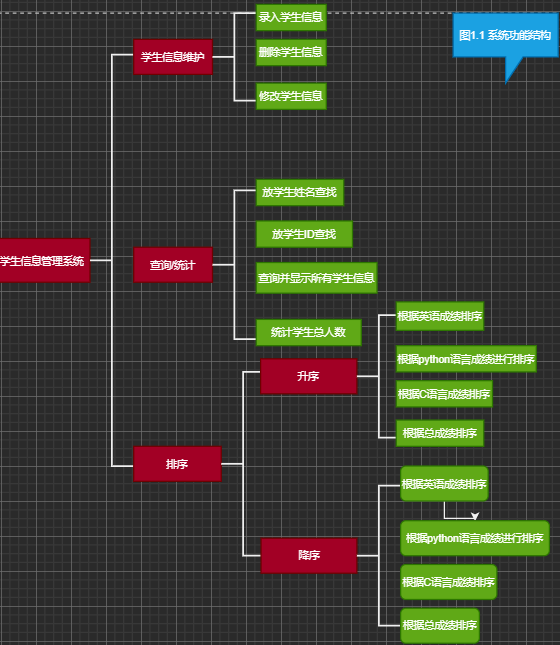 录入学生信息
图1.1 系统功能结构
学生信息维护
删除学生信息
修改学生信息
放学生姓名查找
放学生ID查找
学生信息管理系统
查询/统计
查询并显示所有学生信息
统计学生总人数
根据英语成绩排序
升序
根据python语言成绩进行排序
根据C语言成绩排序
根据总成绩排序
排序
根据英语成绩排序
降序
根据python语言成绩进行排序
根据C语言成绩排序
根据总成绩排序